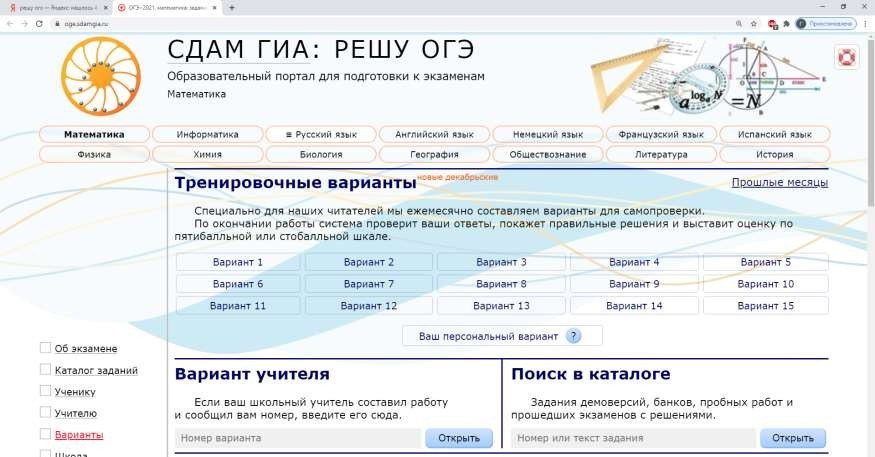 решу огэ — Яндекс: нашлось
ОГЭ–2021, математика: задани
oge.sdamgia.ru
Приостановлена
СДАМ ГИА: РЕШУ ОГЭ
Образовательный портал для подготовки к экзаменам
Математика
a log a N = N
Математика
Информатика
≡ Русский язык
Английский язык
Немецкий язык
Французский язык
Испанский язык
Физика
Химия
Биология
География
Обществознание
Литература
История
Тренировочные варианты новые декабрьские
Прошлые месяцы
Специально для наших читателей мы ежемесячно составляем варианты для самопроверки.
По окончании работы система проверит ваши ответы, покажет правильные решения и выставит оценку по
пятибалльной или стобалльной шкале.
Вариант 1
Вариант 2
Вариант 3
Вариант 4
Вариант 5
Вариант 6
Вариант 7
Вариант 8
Вариант 9
Вариант 10
Вариант 11
Вариант 12
Вариант 13
Вариант 14
Вариант 15
Ваш персональный вариант ?
Об экзамене
Каталог заданий
Ученику
Учителю
Варианты
Школа
Вариант учителя
Если ваш школьный учитель составил работу
и сообщил вам номер, введите его сюда.
Номер варианта
Открыть
Поиск в каталоге
Задания демоверсий, банков, пробных работ и
прошедших экзаменов с решениями.
Номер или текст задания
Открыть